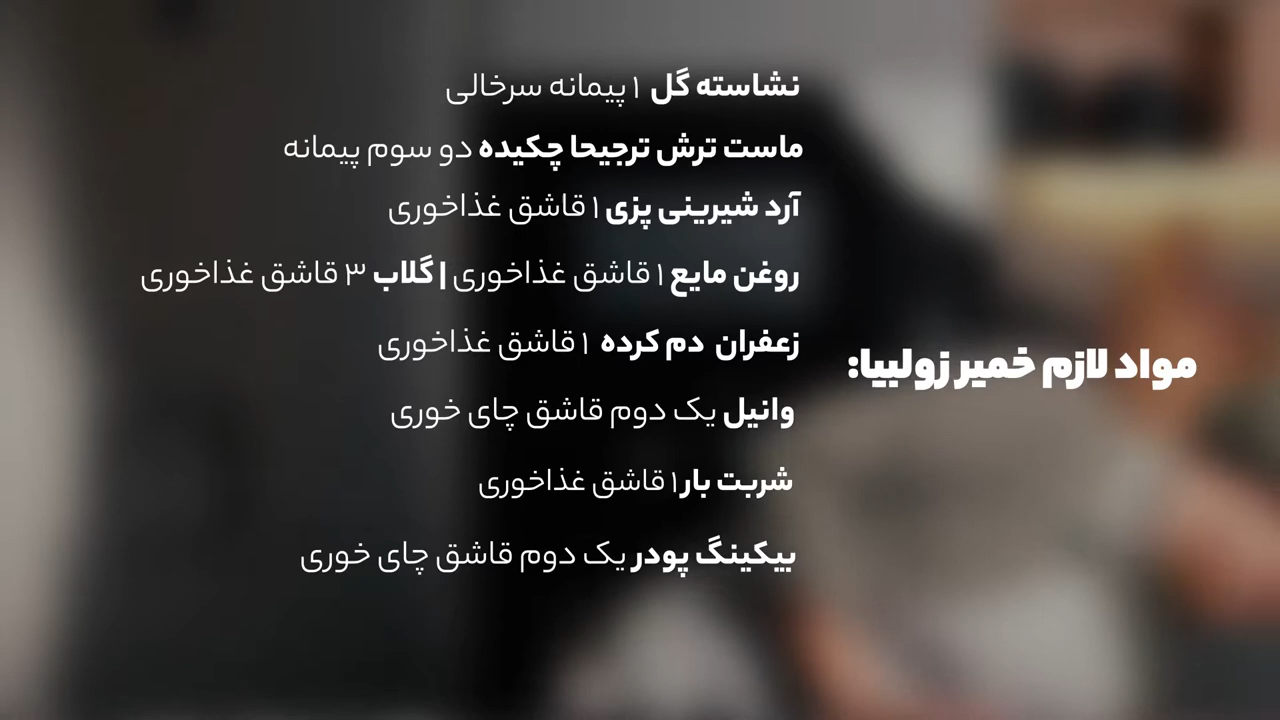 مواد لازم خمیر زولبیا:
نشاسته گل ۱ پیمانه سرخالی
ماست ترش ترجیحا چکیده دو سوم پیمانه
آرد شیرینی پزی ۱ قاشق غذاخوری
روغن مایع ۱ قاشق غذاخوری | گلاب ۳ قاشق غذاخوری
زعفران دم کرده ۱ قاشق غذاخوری
وانیل یک دوم قاشق چای خوری
شربت بار۱ قاشق غذاخوری
بیکینگ پودر یک دوم قاشق چای خوری